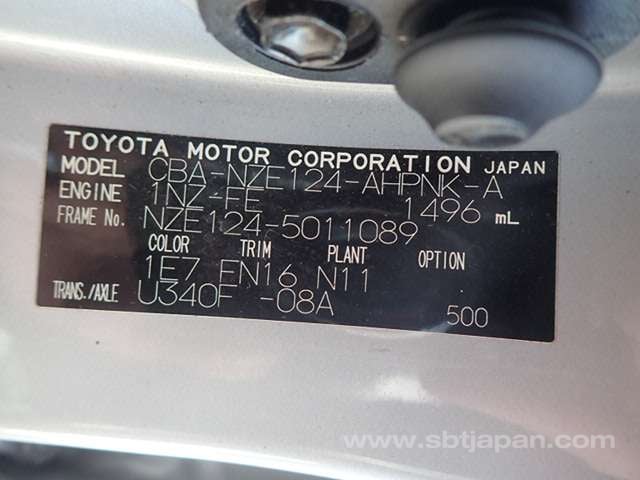 TOYOTA MOTOR CORPORATION JAPAN
MODEL CBA-NZE124-AHPNK-A
ENGINE 1NZ-FE 1496 mL
FRAME No. NZE124-5011089
COLOR TRIM PLANT OPTION
1E7 FN16 N11
TRANS./AXLE U340F -08A 500
www.sbtjapan.com